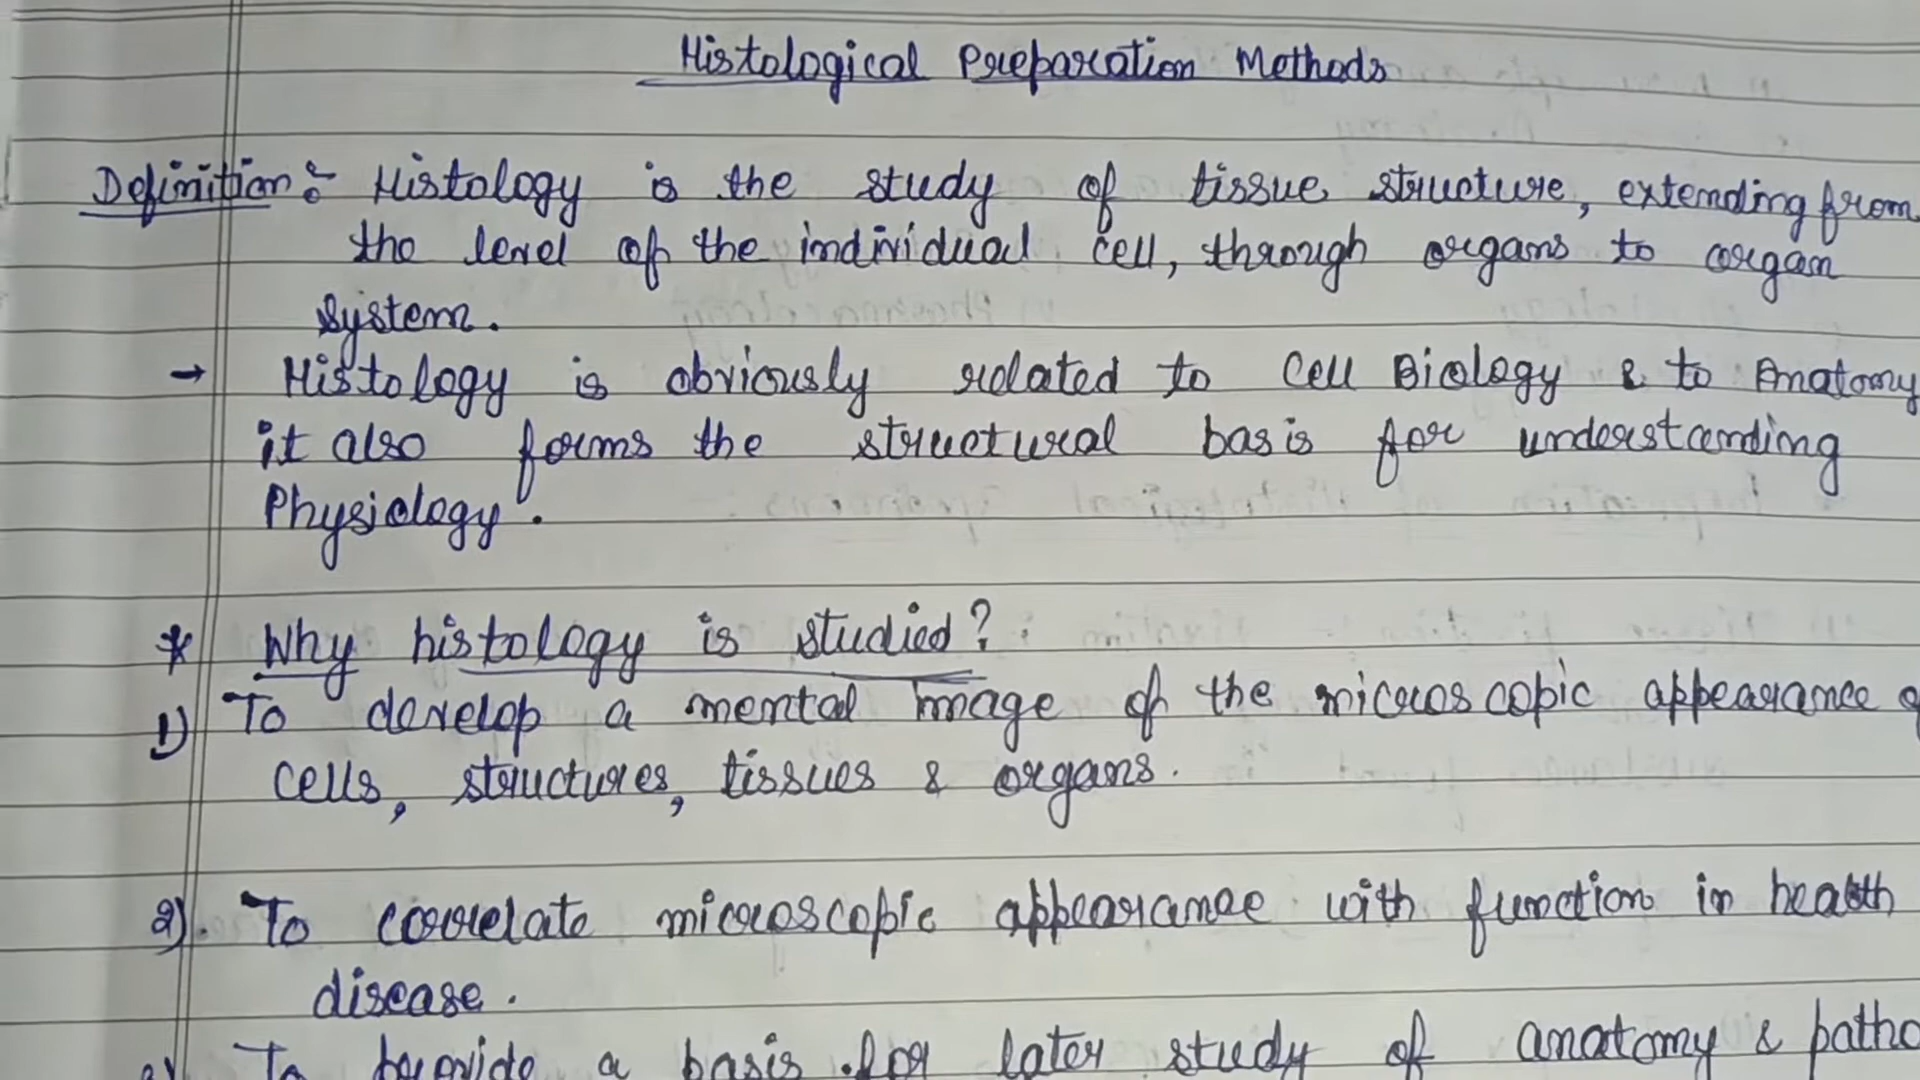 Histological Preparation Methods
Definition :- Histology is the study of tissue structure, extending from
the level of the individual cell, through organs to organ
system.
→ Histology is obviously related to Cell Biology & to Anatomy
it also forms the structural basis for understanding
Physiology.
* Why histology is studied?
1) To develop a mental image of the microscopic appearance
cells, structures, tissues & organs.
2). To correlate microscopic appearance with function in health
disease.
To provide a basis for later study of anatomy &